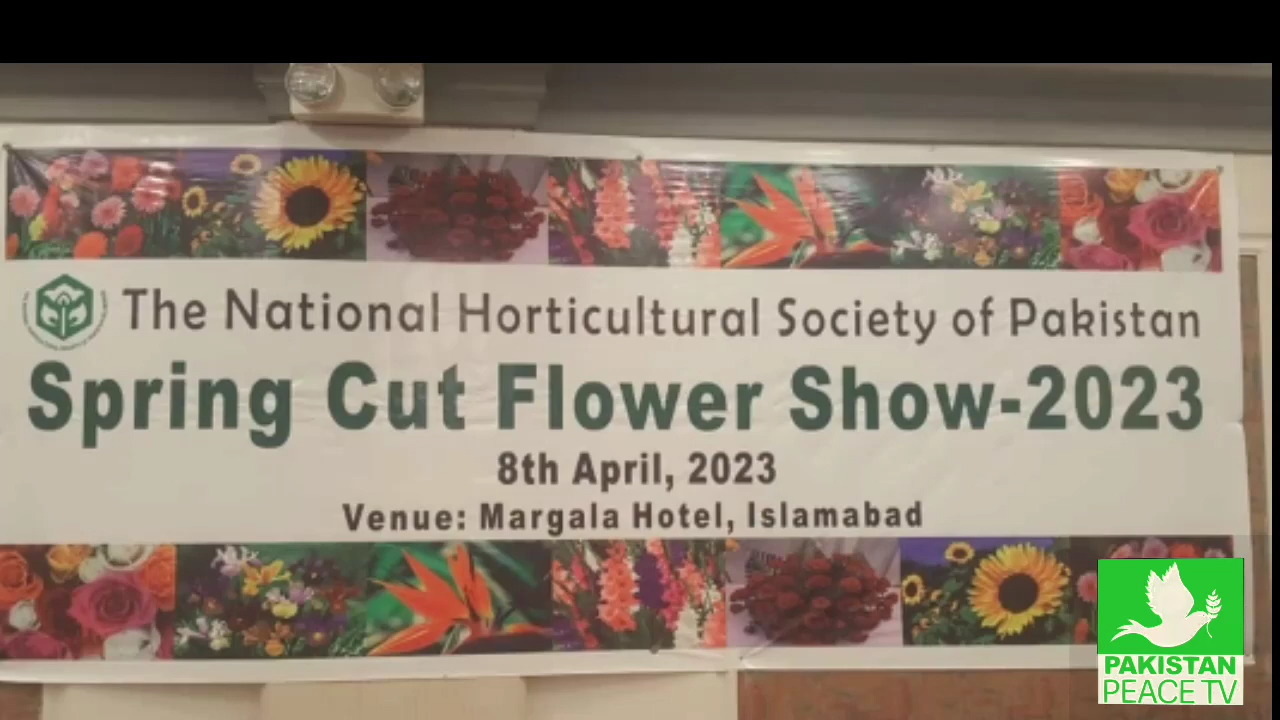 The National Horticultural Society of Pakistan
Spring Cut Flower Show-2023
8th April, 2023
Venue: Margala Hotel, Islamabad
PAKISTAN
PEACE TV